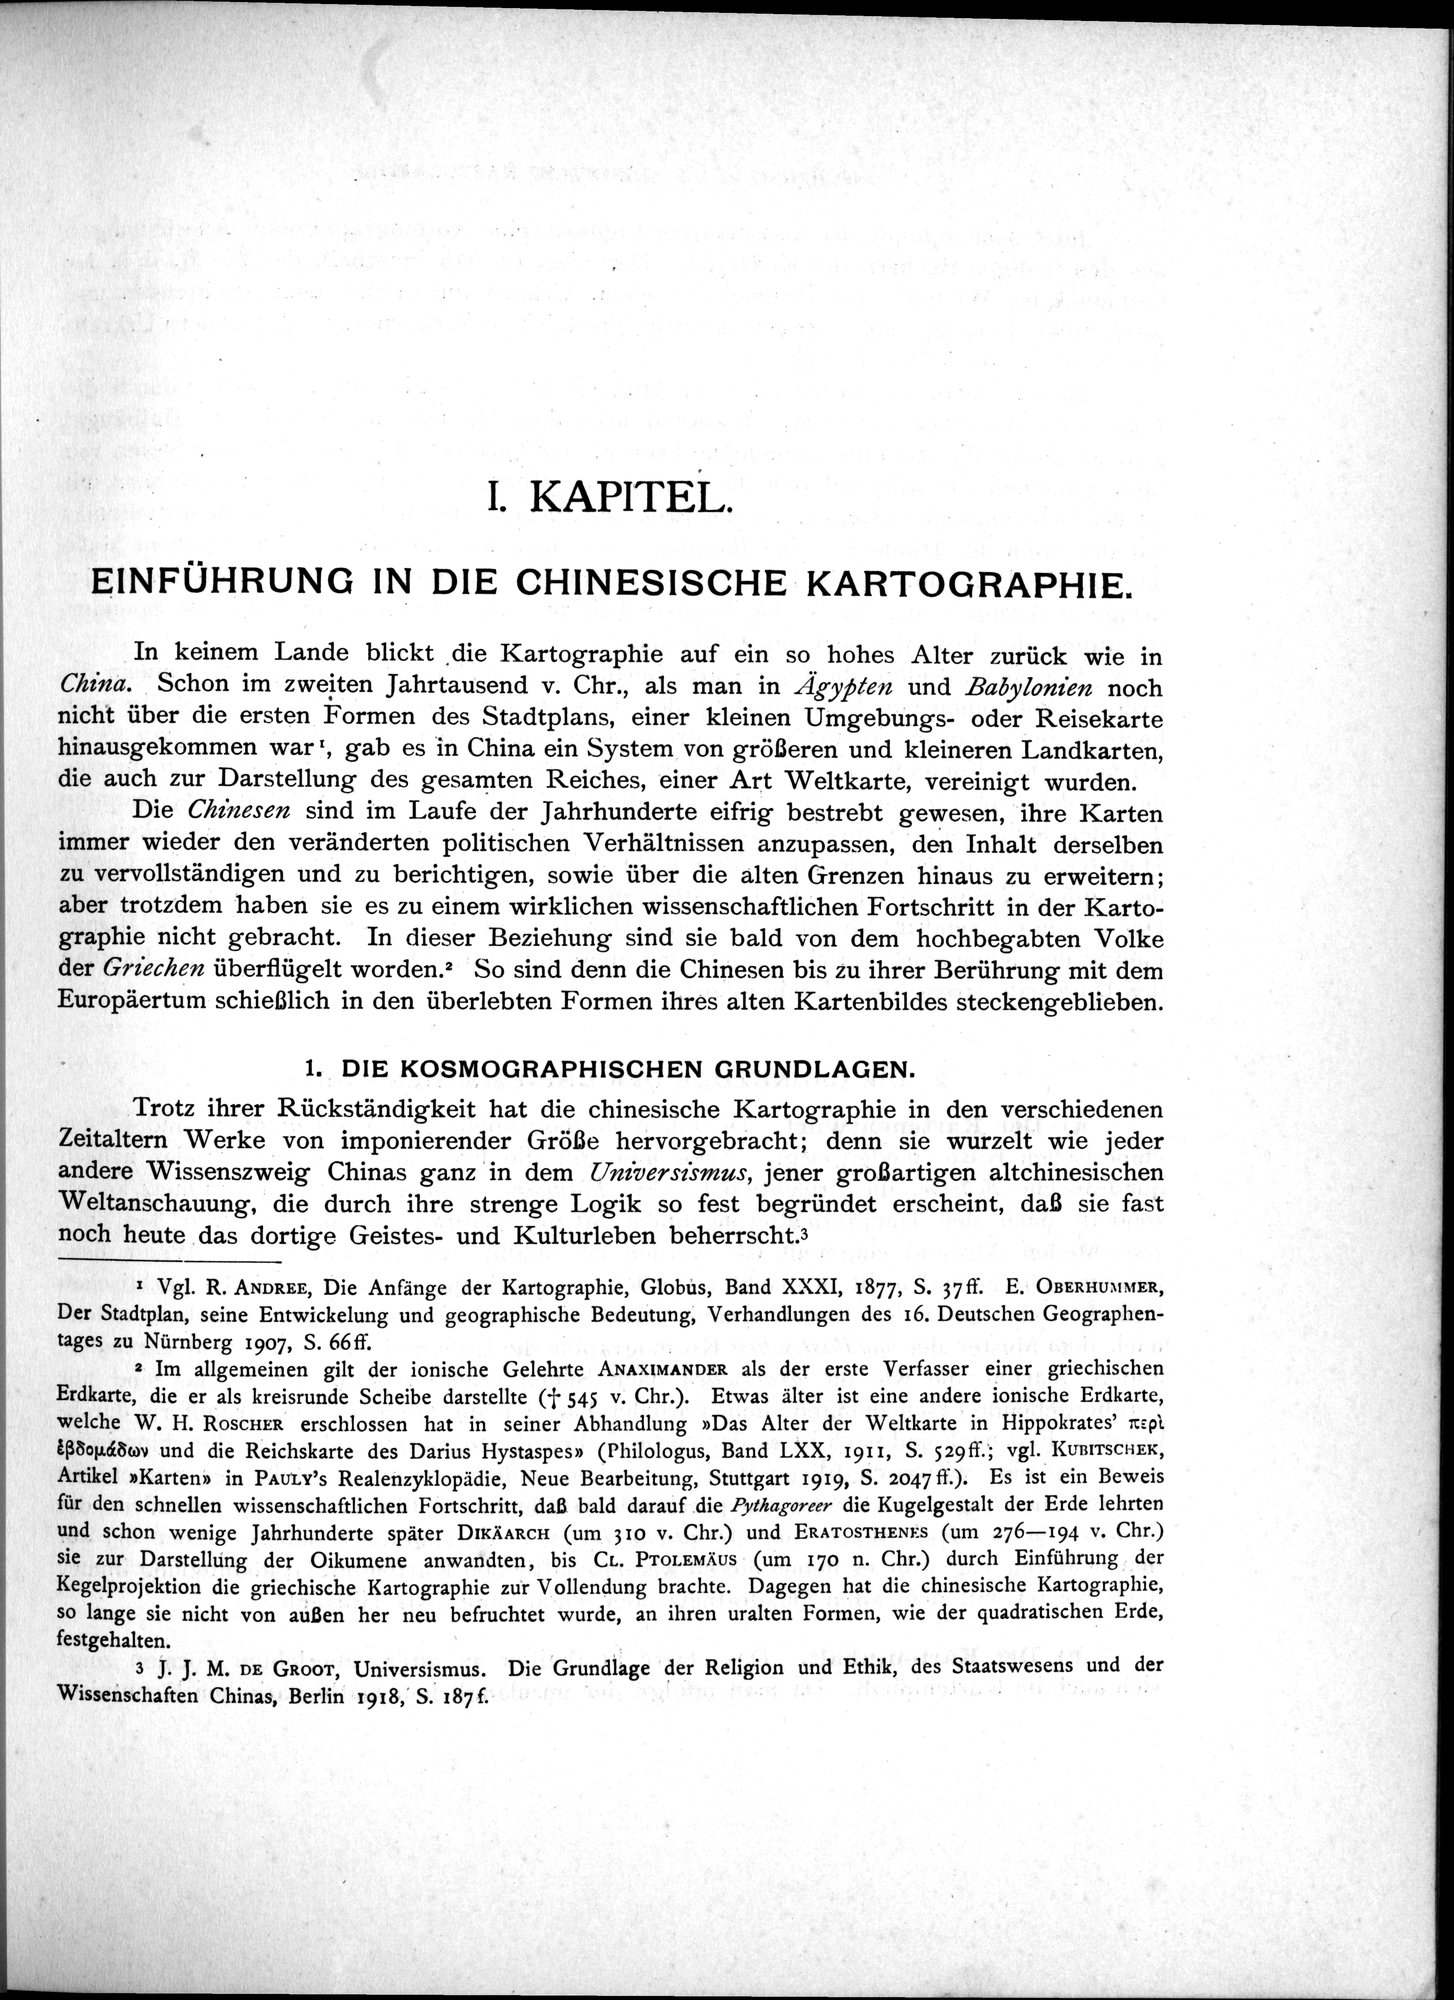 I. KAPITEL.
EINFÜHRUNG IN DIE CHINESISCHE KARTOGRAPHIE.
In keinem Lande blickt die Kartographie auf ein so hohes Alter zurück wie in
China. Schon im zweiten Jahrtausend v. Chr., als man in Ägypten und Babylonien noch
nicht über die ersten Formen des Stadtplans, einer kleinen Umgebungs- oder Reisekarte
hinausgekommen war¹, gab es in China ein System von größeren und kleineren Landkarten,
die auch zur Darstellung des gesamten Reiches, einer Art Weltkarte, vereinigt wurden.
Die Chinesen sind im Laufe der Jahrhunderte eifrig bestrebt gewesen, ihre Karten
immer wieder den veränderten politischen Verhältnissen anzupassen, den Inhalt derselben
zu vervollständigen und zu berichtigen, sowie über die alten Grenzen hinaus zu erweitern;
aber trotzdem haben sie es zu einem wirklichen wissenschaftlichen Fortschritt in der Karto-
graphie nicht gebracht. In dieser Beziehung sind sie bald von dem hochbegabten Volke
der Griechen überflügelt worden.² So sind denn die Chinesen bis zu ihrer Berührung mit dem
Europäertum schießlich in den überlebten Formen ihres alten Kartenbildes steckengeblieben.
1. DIE KOSMOGRAPHISCHEN GRUNDLAGEN.
Trotz ihrer Rückständigkeit hat die chinesische Kartographie in den verschiedenen
Zeitaltern Werke von imponierender Größe hervorgebracht; denn sie wurzelt wie jeder
andere Wissenszweig Chinas ganz in dem Universismus, jener großartigen altchinesischen
Weltanschauung, die durch ihre strenge Logik so fest begründet erscheint, daß sie fast
noch heute das dortige Geistes- und Kulturleben beherrscht.³
¹ Vgl. R. ANDREE, Die Anfänge der Kartographie, Globus, Band XXXI, 1877, S. 37ff. E. OBERHUMMER,
Der Stadtplan, seine Entwickelung und geographische Bedeutung, Verhandlungen des 16. Deutschen Geographen-
tages zu Nürnberg 1907, S. 66ff.
² Im allgemeinen gilt der ionische Gelehrte ANAXIMANDER als der erste Verfasser einer griechischen
Erdkarte, die er als kreisrunde Scheibe darstellte († 545 v. Chr.). Etwas älter ist eine andere ionische Erdkarte,
welche W. H. ROSCHER erschlossen hat in seiner Abhandlung »Das Alter der Weltkarte in Hippokrates' περὶ
ἑβδομάδων und die Reichskarte des Darius Hystaspes» (Philologus, Band LXX, 1911, S. 529ff.; vgl. KUBITSCHEK,
Artikel »Karten» in PAULY's Realenzyklopädie, Neue Bearbeitung, Stuttgart 1919, S. 2047ff.). Es ist ein Beweis
für den schnellen wissenschaftlichen Fortschritt, daß bald darauf die Pythagoreer die Kugelgestalt der Erde lehrten
und schon wenige Jahrhunderte später DIKÄARCH (um 310 v. Chr.) und ERATOSTHENES (um 276—194 v. Chr.)
sie zur Darstellung der Oikumene anwandten, bis CL. PTOLEMÄUS (um 170 n. Chr.) durch Einführung der
Kegelprojektion die griechische Kartographie zur Vollendung brachte. Dagegen hat die chinesische Kartographie,
so lange sie nicht von außen her neu befruchtet wurde, an ihren uralten Formen, wie der quadratischen Erde,
festgehalten.
³ J. J. M. DE GROOT, Universismus. Die Grundlage der Religion und Ethik, des Staatswesens und der
Wissenschaften Chinas, Berlin 1918, S. 187f.